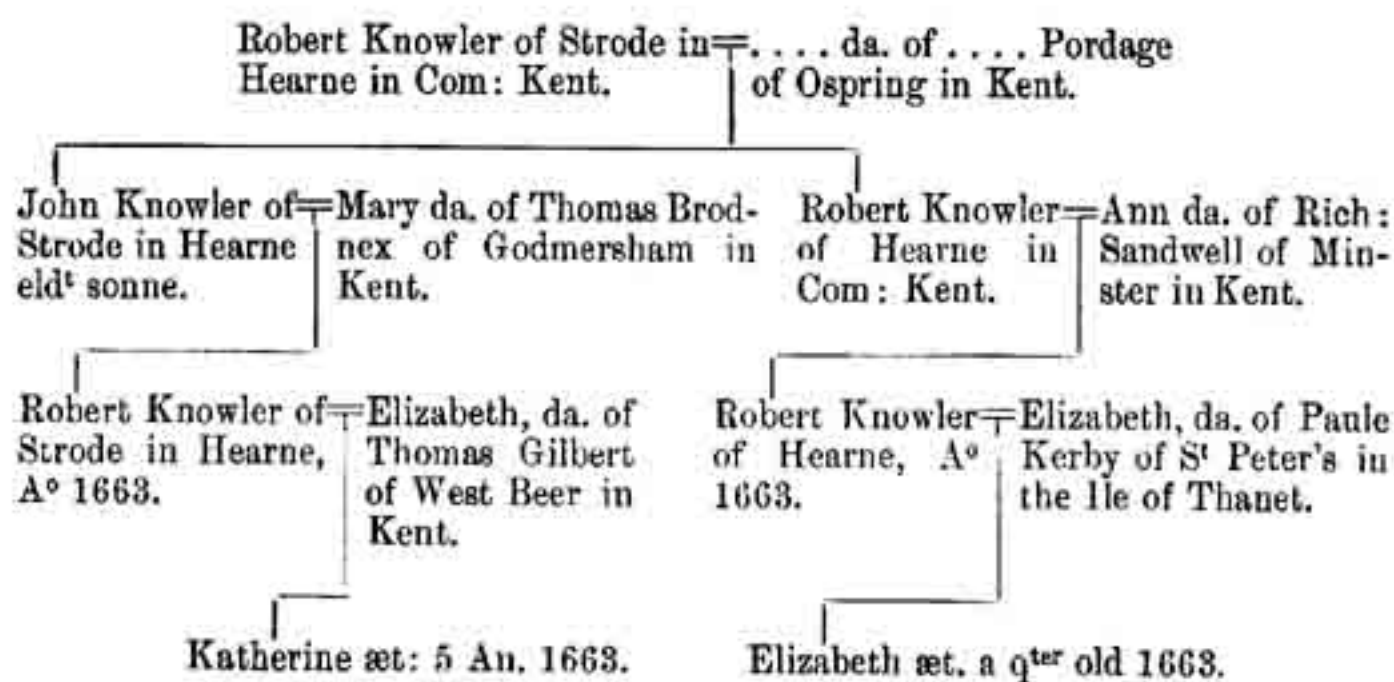 Robert Knowler of Strode in
Hearne in Com: Kent.
. . . . da. of . . . . Pordage
of Ospring in Kent.
John Knowler of
Strode in Hearne
eldᵗ sonne.
Mary da. of Thomas Brod-
nex of Godmersham in
Kent.
Robert Knowler
of Hearne in
Com: Kent.
Ann da. of Rich:
Sandwell of Min-
ster in Kent.
Robert Knowler of
Strode in Hearne,
Aº 1663.
Elizabeth, da. of
Thomas Gilbert
of West Beer in
Kent.
Robert Knowler
of Hearne, Aº
1663.
Elizabeth, da. of Paule
Kerby of Sᵗ Peter's in
the Ile of Thanet.
Katherine æt: 5 An. 1663.
Elizabeth æt. a qᵗᵉʳ old 1663.